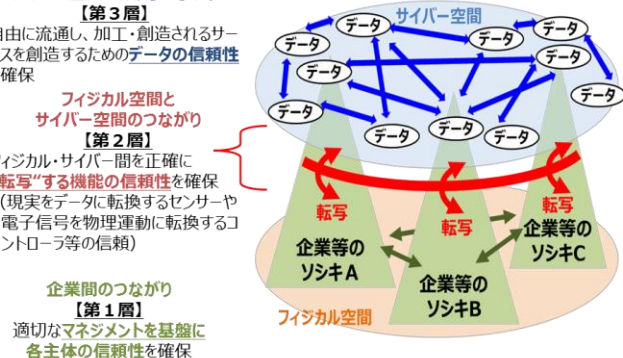 【第3層】
自由に流通し、加工・創造されるサー
スを創造するためのデータの信頼性
確保
フィジカル空間と
サイバー空間のつながり
【第2層】
フィジカル・サイバー間を正確に
転写"する機能の信頼性を確保
(現実をデータに転換するセンサーや
電子信号を物理運動に転換するコ
ントローラ等の信頼)
企業間のつながり
【第1層】
適切なマネジメントを基盤に
各主体の信頼性を確保
サイバー空間
データ
データ
データ
データ
データ
データ
データ
データ
データ
データ
転写
転写
転写
企業等の
ソシキA
企業等の
ソシキB
企業等の
ソシキC
フィジカル空間